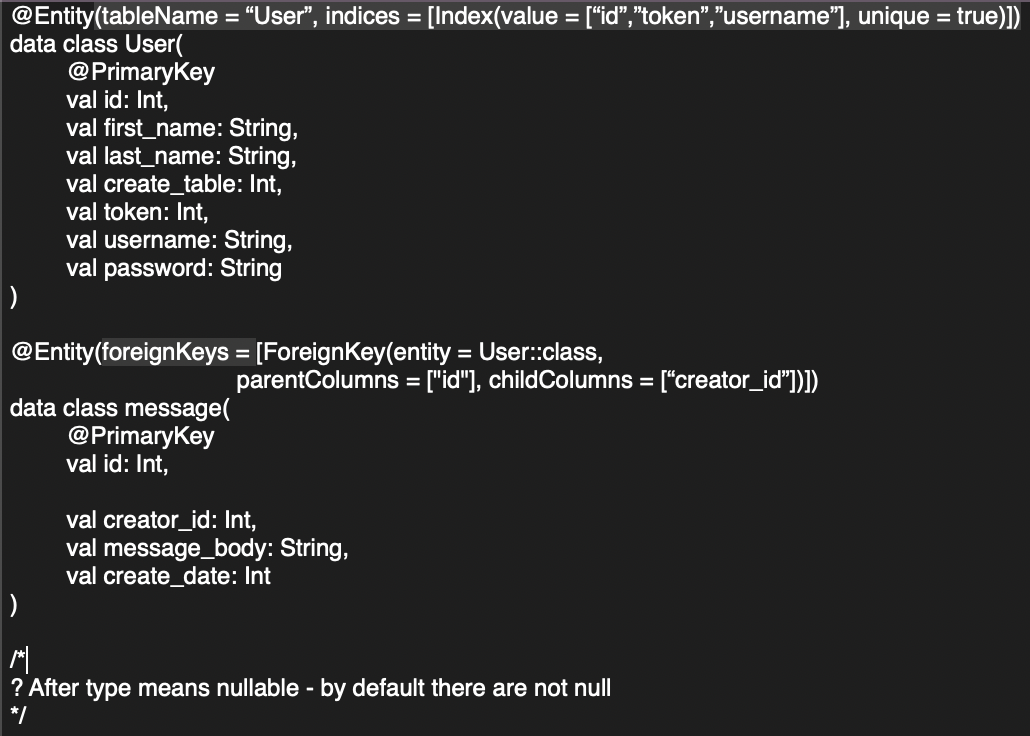 @Entity(tableName = “User”, indices = [Index(value = [“id”,”token”,”username”], unique = true)])
data class User(
@PrimaryKey
val id: Int,
val first_name: String,
val last_name: String,
val create_table: Int,
val token: Int,
val username: String,
val password: String
)
@Entity(foreignKeys = [ForeignKey(entity = User::class,
parentColumns = ["id"], childColumns = [“creator_id”])])
data class message(
@PrimaryKey
val id: Int,
val creator_id: Int,
val message_body: String,
val create_date: Int
)
/*
? After type means nullable - by default there are not null
*/